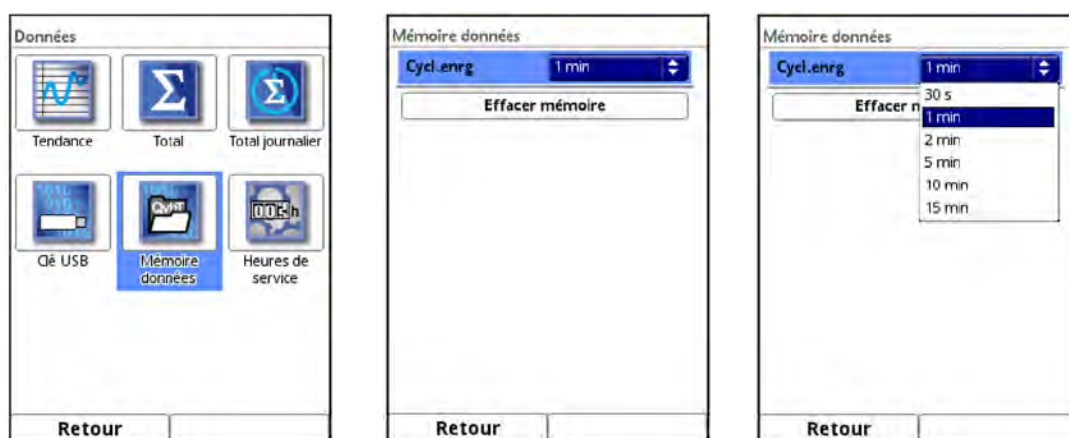 Données
Tendance
Total
Total journalier
Clé USB
Mémoire données
Heures de service
Retour
Mémoire données
Cycl.enrg 1 min
Effacer mémoire
Retour
Mémoire données
Cycl.enrg 1 min
Effacer
30 s
1 min
2 min
5 min
10 min
15 min
Retour